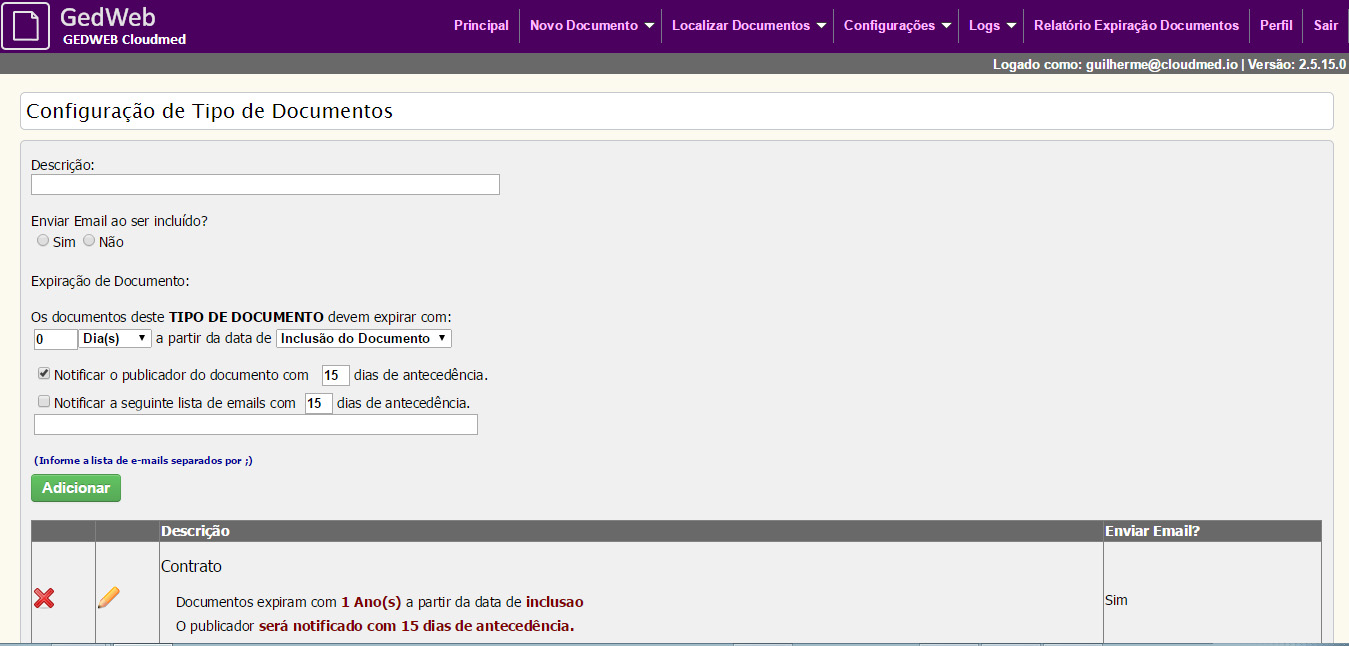 GedWeb
GEDWEB Cloudmed
Principal Novo Documento Localizar Documentos Configurações Logs Relatório Expiração Documentos Perfil Sair
Logado como: guilherme@cloudmed.io | Versão: 2.5.15.0
Configuração de Tipo de Documentos
Descrição:
Enviar Email ao ser incluído?
Sim Não
Expiração de Documento:
Os documentos deste TIPO DE DOCUMENTO devem expirar com:
0 Dia(s) a partir da data de Inclusão do Documento
Notificar o publicador do documento com 15 dias de antecedência.
Notificar a seguinte lista de emails com 15 dias de antecedência.
(Informe a lista de e-mails separados por ;)
Adicionar
Descrição Enviar Email?
Contrato
Documentos expiram com 1 Ano(s) a partir da data de inclusao
Sim
O publicador será notificado com 15 dias de antecedência.